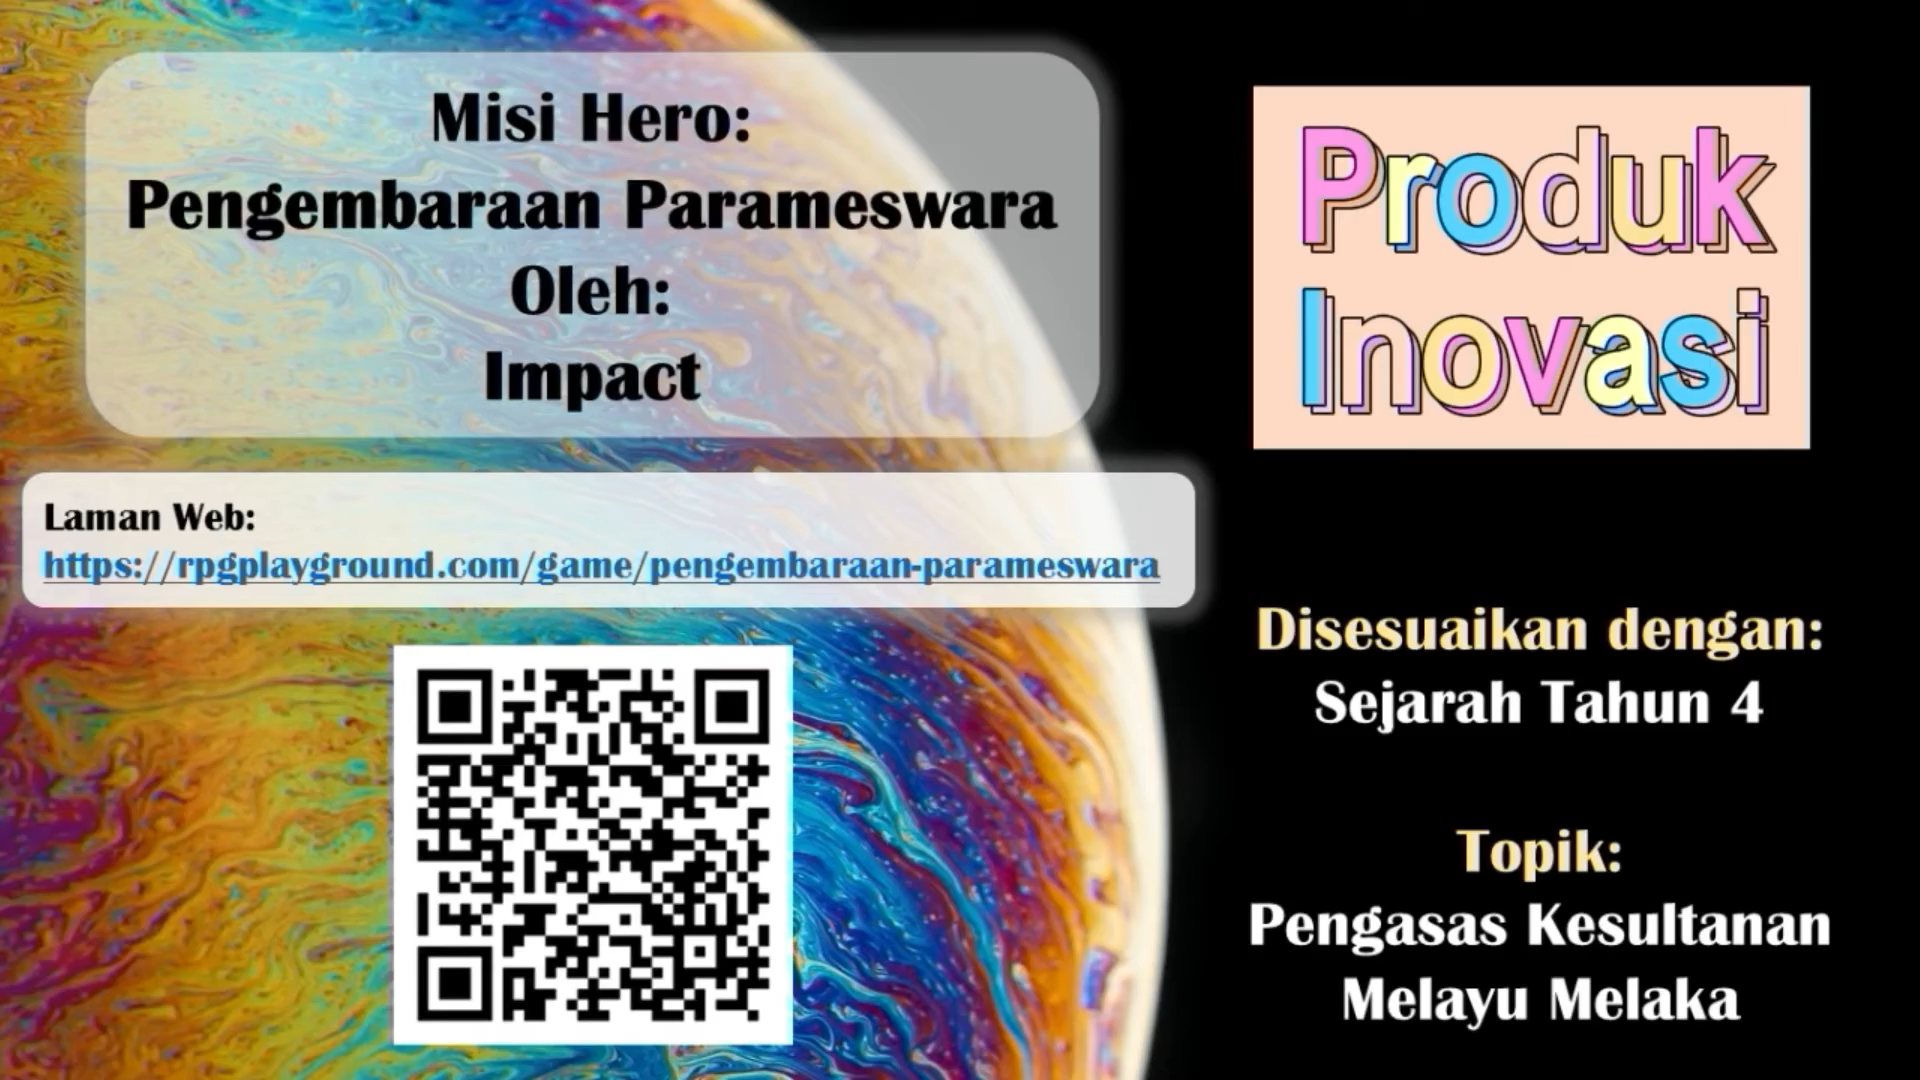 Misi Hero:
Pengembaraan Parameswara
Oleh:
Impact
Laman Web:
https://rpgplayground.com/game/pengembaraan-parameswara
Produk
Inovasi
Disesuaikan dengan:
Sejarah Tahun 4
Topik:
Pengasas Kesultanan
Melayu Melaka